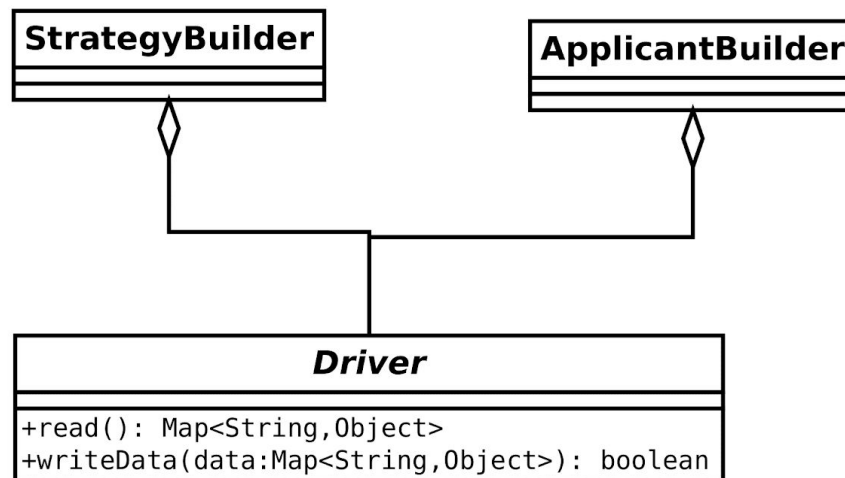 StrategyBuilder
ApplicantBuilder
Driver
+read(): Map<String,Object>
+writeData(data:Map<String,Object>): boolean